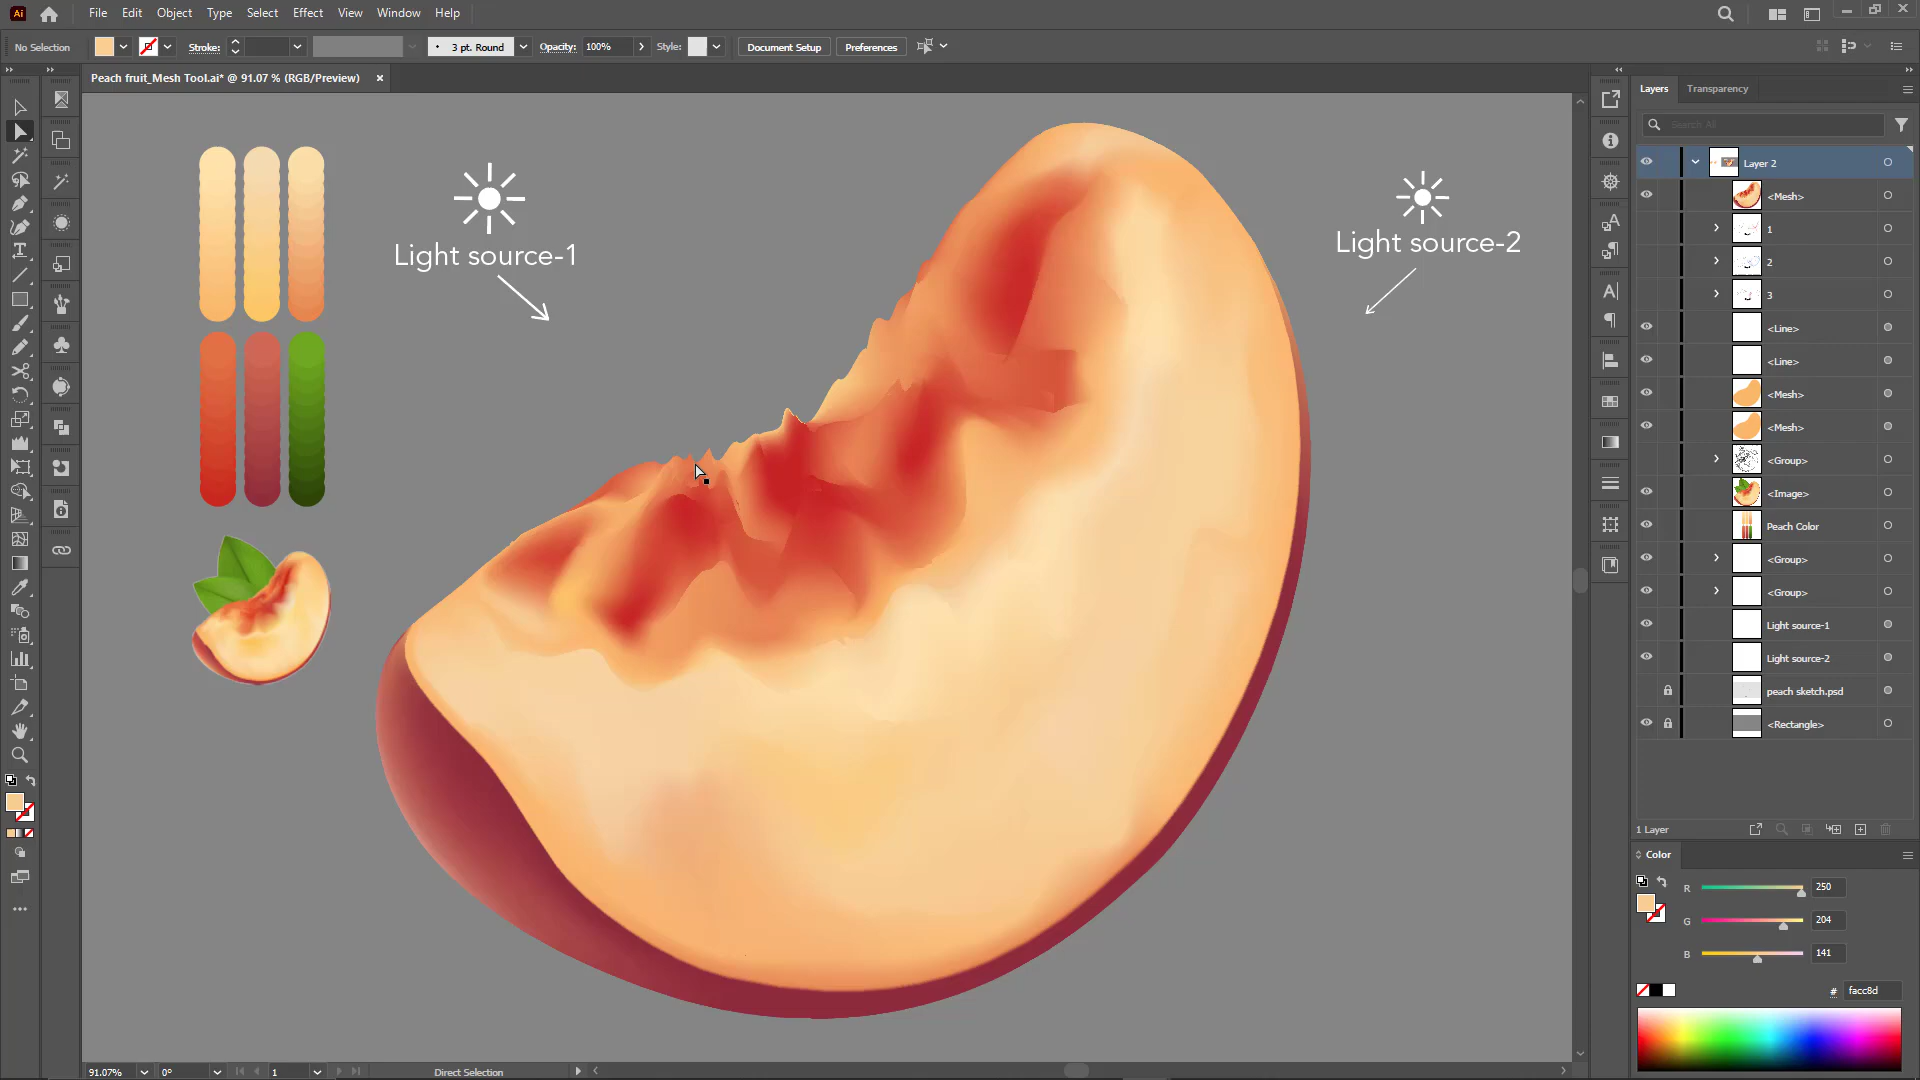 Ai File Edit Object Type Select Effect View Window Help
No Selection Stroke: 3 pt. Round Opacity: 100% Style: Document Setup Preferences
Peach fruit_Mesh Tool.ai* @ 91.07 % (RGB/Preview) ×
Layers Transparency
Search All
Layer 2
<Mesh>
1
2
3
<Line>
<Line>
<Mesh>
<Mesh>
<Group>
<Image>
Peach Color
<Group>
<Group>
Light source-1
Light source-2
peach sketch.psd
<Rectangle>
1 Layer
Color
R 250
G 204
B 141
# facc8d
Light source-1
Light source-2
91.07% 0° 1 Direct Selection